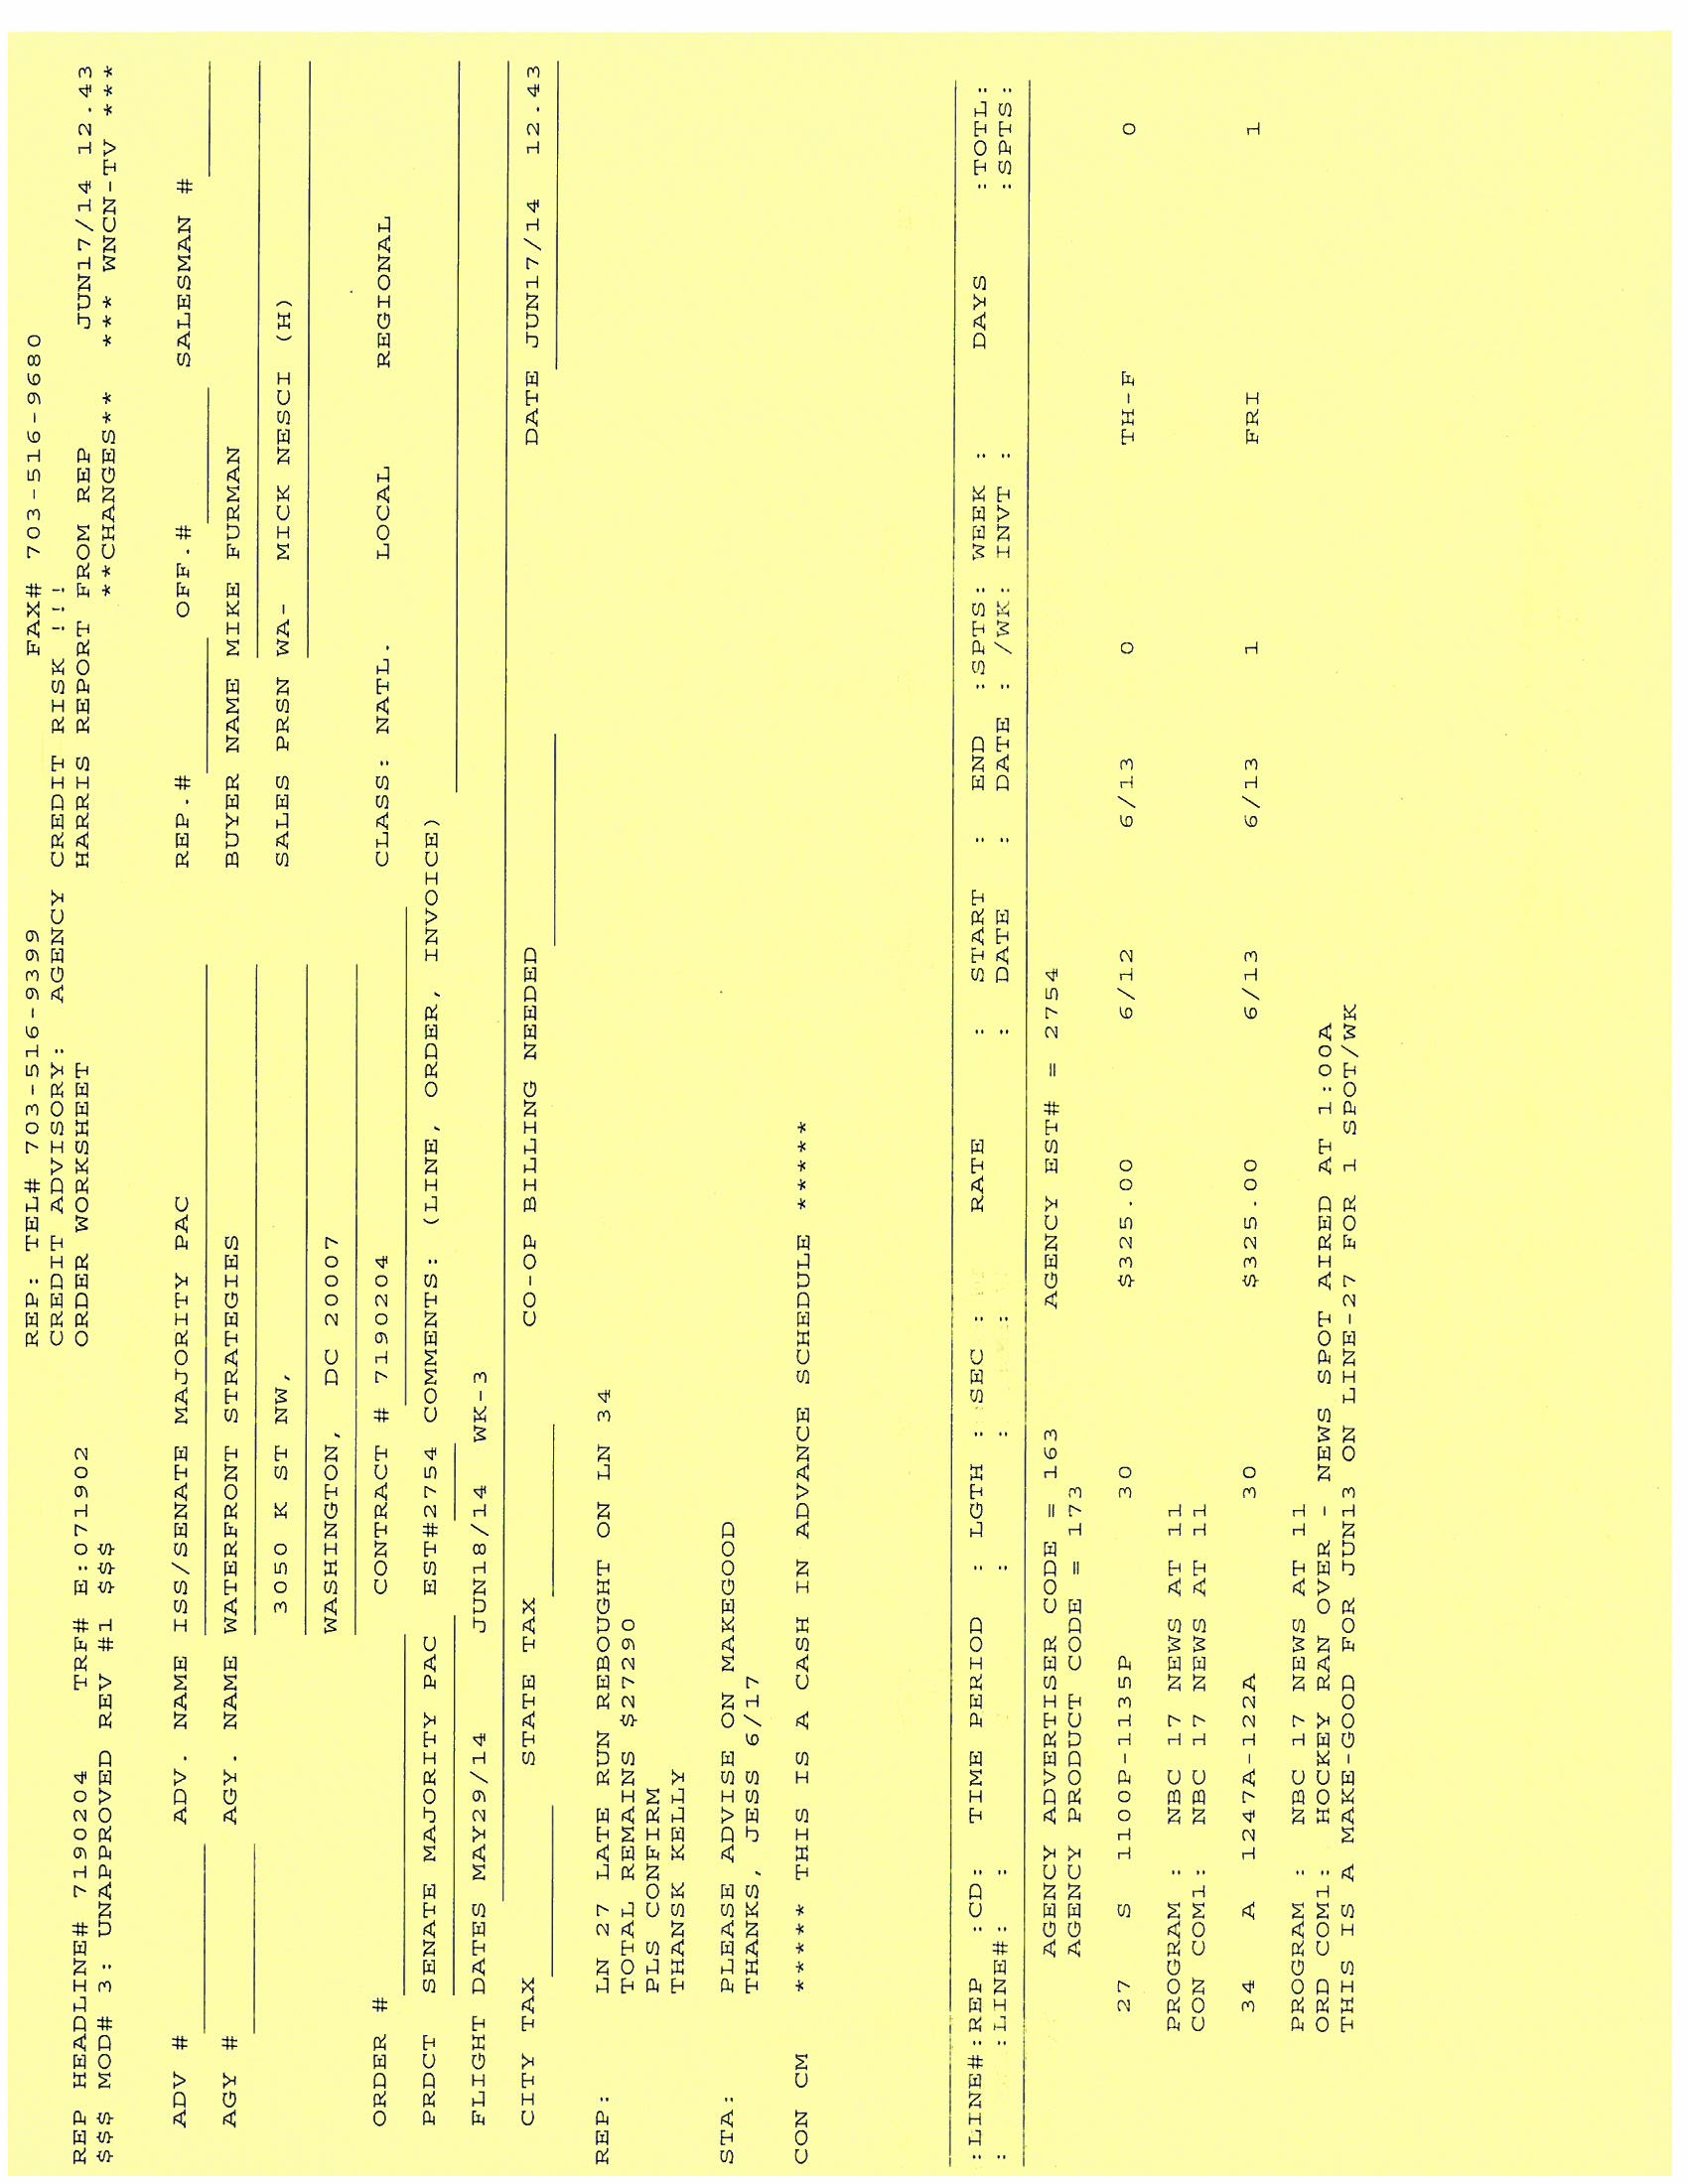 REP: TEL# 703-516-9399 FAX# 703-516-9680
CREDIT ADVISORY: AGENCY CREDIT RISK !!!
REP HEADLINE# 7190204 TRF# E:071902 ORDER WORKSHEET HARRIS REPORT FROM REP JUN17/14 12.43
$$$ MOD# 3: UNAPPROVED REV #1 $$$ **CHANGES** *** **** WNCN-TV ****
ADV # ADV. NAME ISS/SENATE MAJORITY PAC REP.# OFF.# SALESMAN #
AGY # AGY. NAME WATERFRONT STRATEGIES BUYER NAME MIKE FURMAN
3050 K ST NW, SALES PRSN WA- MICK NESCI (H)
WASHINGTON, DC 20007
ORDER # CONTRACT # 7190204 CLASS: NATL. LOCAL REGIONAL
PRDCT SENATE MAJORITY PAC EST#2754 COMMENTS: (LINE, ORDER, INVOICE)
FLIGHT DATES MAY29/14 JUN18/14 WK-3
CITY TAX STATE TAX CO-OP BILLING NEEDED DATE JUN17/14 12.43
REP: LN 27 LATE RUN REBOUGHT ON LN 34
TOTAL REMAINS $27290
PLS CONFIRM
THANSK KELLY
STA: PLEASE ADVISE ON MAKEGOOD
THANKS, JESS 6/17
CON CM ***** THIS IS A CASH IN ADVANCE SCHEDULE *****
:LINE#:REP :CD: TIME PERIOD : LGTH : SEC : RATE : START : END :SPTS: WEEK : DAYS :TOTL:
: :LINE#: : : : : : DATE : DATE : /WK: INVT : :SPTS:
AGENCY ADVERTISER CODE = 163 AGENCY EST# = 2754
AGENCY PRODUCT CODE = 173
27 S 1100P-1135P 30 $325.00 6/12 6/13 0 TH-F 0
PROGRAM : NBC 17 NEWS AT 11
CON COM1: NBC 17 NEWS AT 11
34 A 1247A-122A 30 $325.00 6/13 6/13 1 FRI 1
PROGRAM : NBC 17 NEWS AT 11
ORD COM1: HOCKEY RAN OVER - NEWS SPOT AIRED AT 1:00A
THIS IS A MAKE-GOOD FOR JUN13 ON LINE-27 FOR 1 SPOT/WK